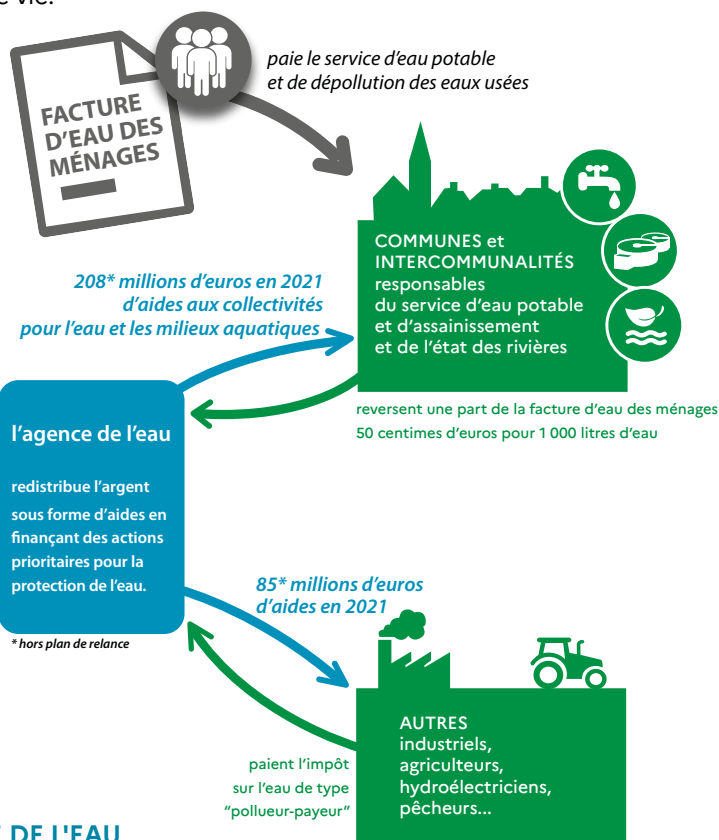 e vie.
paie le service d'eau potable
et de dépollution des eaux usées
FACTURE
D'EAU DES
MÉNAGES
COMMUNES et
INTERCOMMUNALITÉS
responsables
du service d'eau potable
et d'assainissement
et de l'état des rivières
208* millions d'euros en 2021
d'aides aux collectivités
pour l'eau et les milieux aquatiques
reversent une part de la facture d'eau des ménages
50 centimes d'euros pour 1 000 litres d'eau
l'agence de l'eau
redistribue l'argent
sous forme d'aides en
finançant des actions
prioritaires pour la
protection de l'eau.
* hors plan de relance
85* millions d'euros
d'aides en 2021
paient l'impôt
sur l'eau de type
"pollueur-payeur"
AUTRES
industriels,
agriculteurs,
hydroélectriciens,
pêcheurs...
DE L'EAU